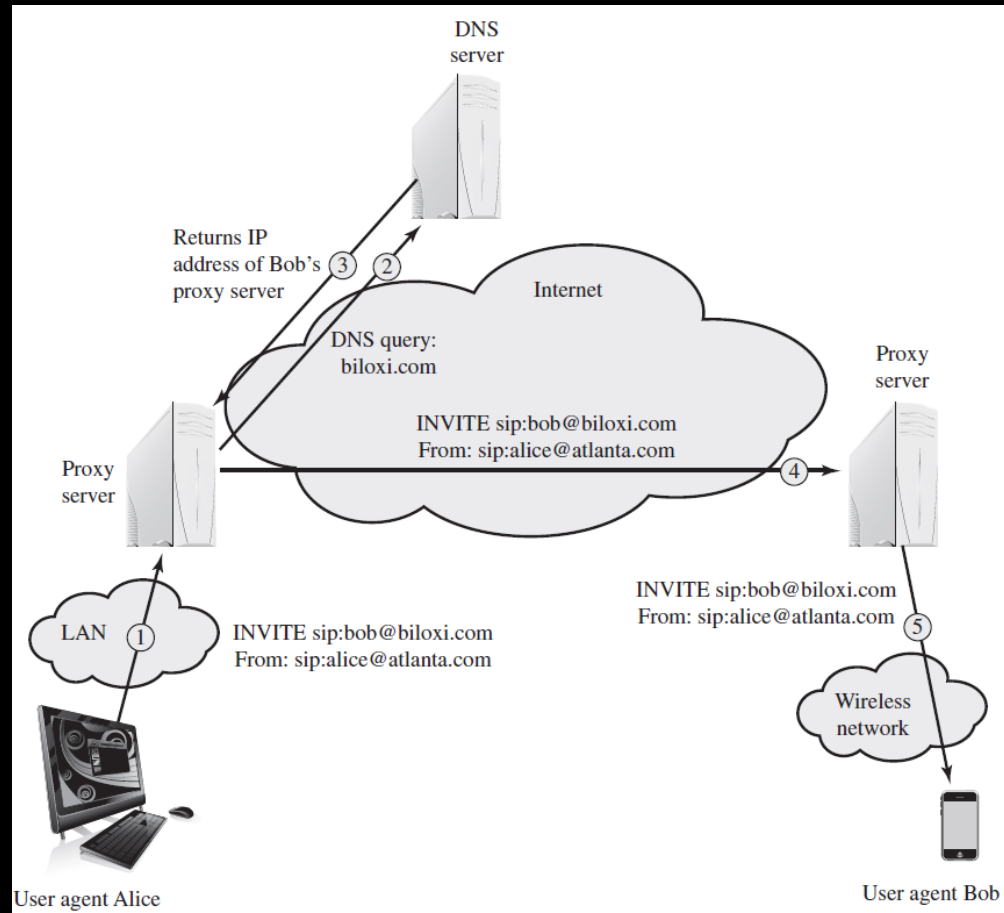 DNS
server
Returns IP
address of Bob's
proxy server
3
2
Internet
DNS query:
biloxi.com
Proxy
server
INVITE sip:bob@biloxi.com
From: sip:alice@atlanta.com
4
Proxy
server
INVITE sip:bob@biloxi.com
From: sip:alice@atlanta.com
5
LAN
1
INVITE sip:bob@biloxi.com
From: sip:alice@atlanta.com
Wireless
network
User agent Alice
User agent Bob